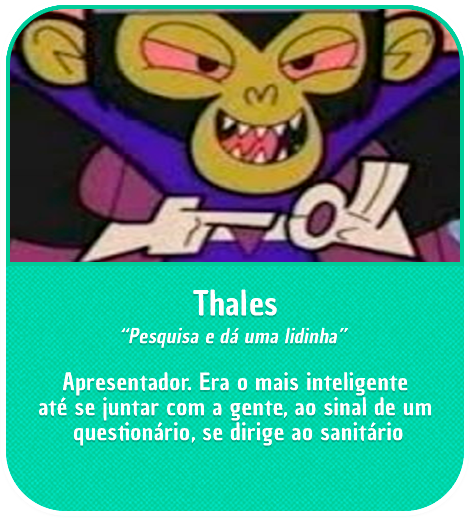 Thales
“Pesquisa e dá uma lidinha”
Apresentador. Era o mais inteligente
até se juntar com a gente, ao sinal de um
questionário, se dirige ao sanitário